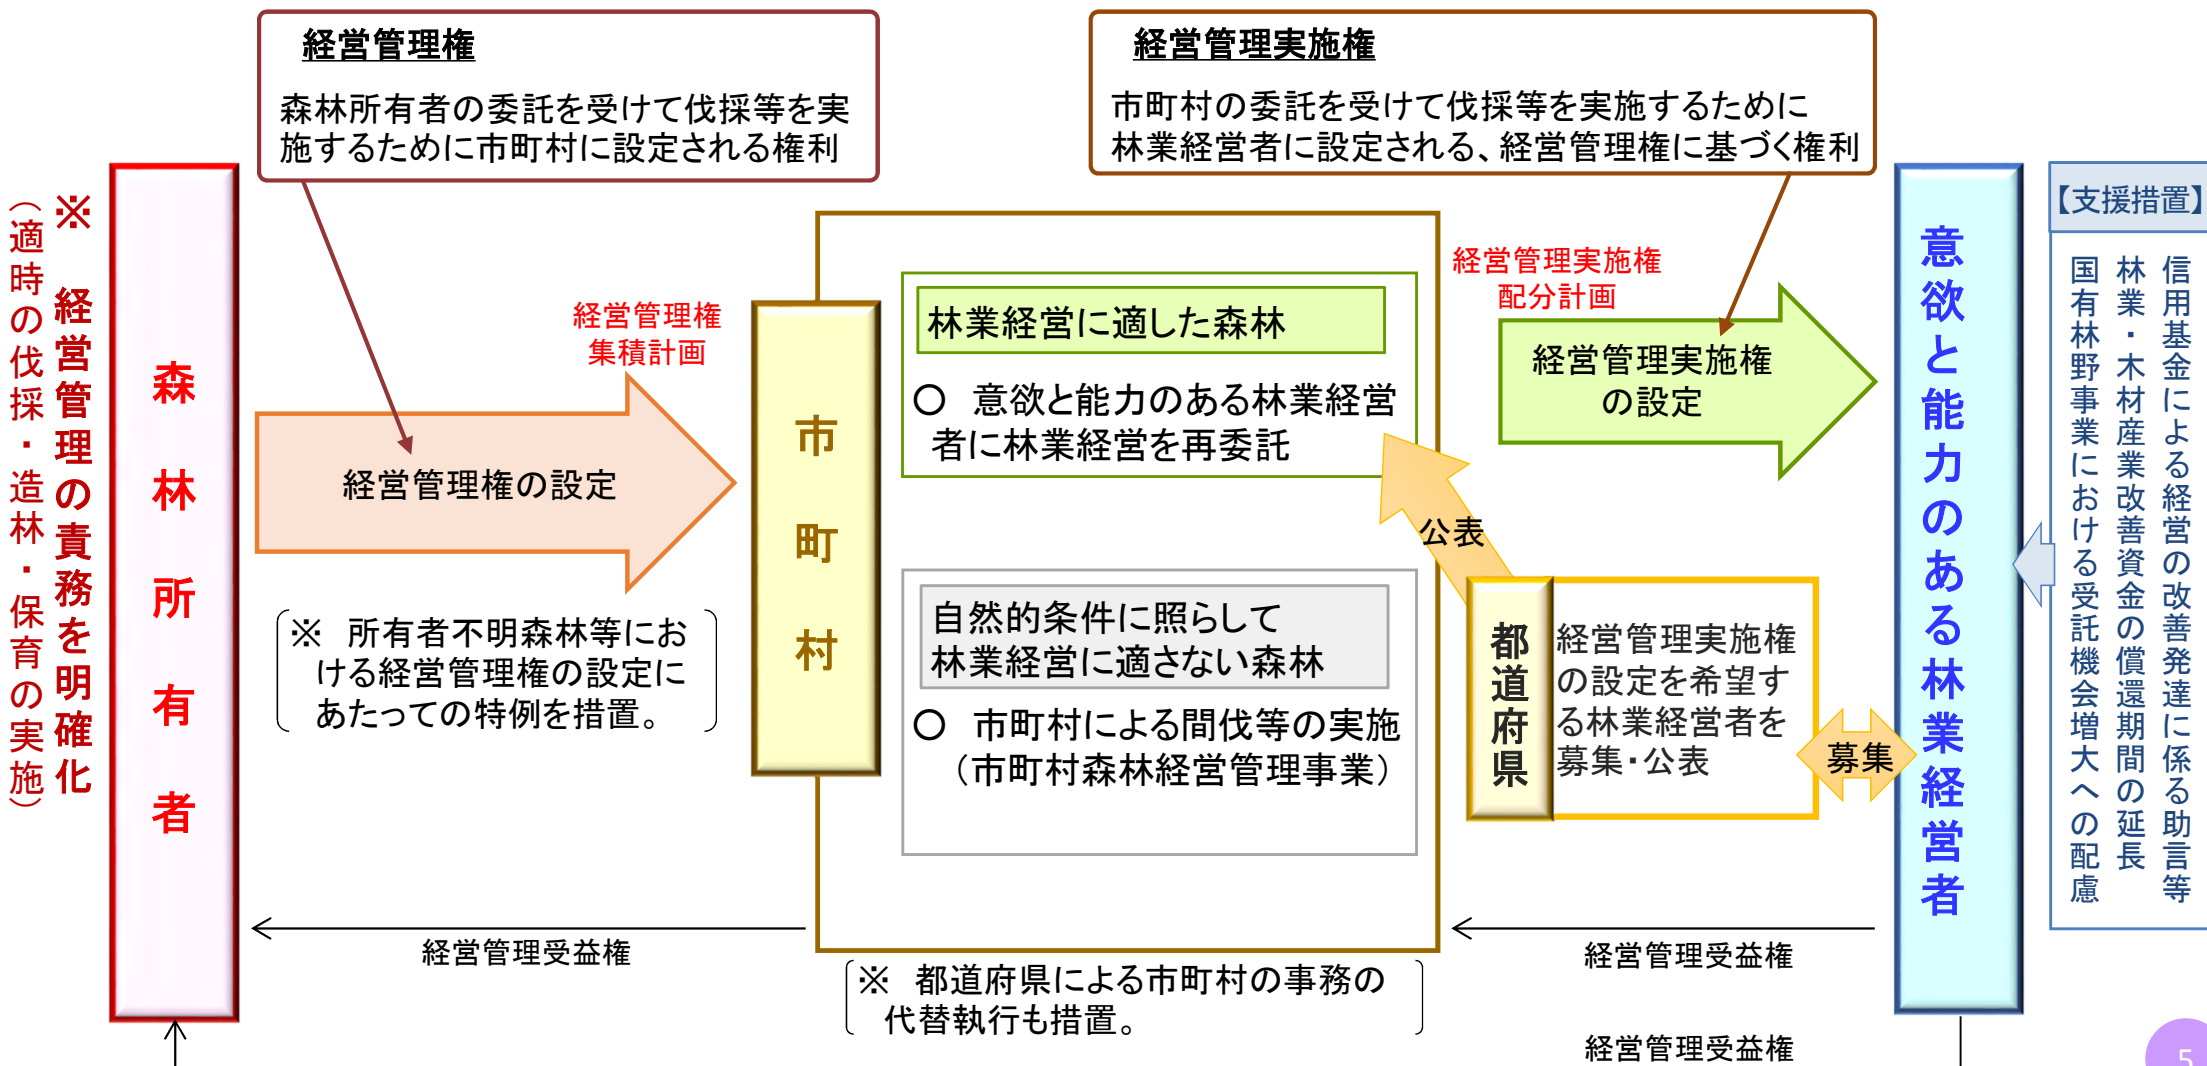 経営管理権
森林所有者の委託を受けて伐採等を実
施するために市町村に設定される権利
経営管理実施権
市町村の委託を受けて伐採等を実施するために
林業経営者に設定される、経営管理権に基づく権利
※　経営管理の責務を明確化
（適時の伐採・造林・保育の実施）
森林所有者
経営管理権
集積計画
経営管理権の設定
※　所有者不明森林等にお
ける経営管理権の設定に
あたっての特例を措置。
市町村
林業経営に適した森林
〇　意欲と能力のある林業経営
者に林業経営を再委託
自然的条件に照らして
林業経営に適さない森林
〇　市町村による間伐等の実施
（市町村森林経営管理事業）
経営管理実施権
配分計画
経営管理実施権
の設定
公表
都道府県
経営管理実施権
の設定を希望す
る林業経営者を
募集・公表
募集
意欲と能力のある林業経営者
【支援措置】
信用基金による経営の改善発達に係る助言等
林業・木材産業改善資金の償還期間の延長
国有林野事業における受託機会増大への配慮
経営管理受益権
経営管理受益権
※　都道府県による市町村の事務の
代替執行も措置。
経営管理受益権
5